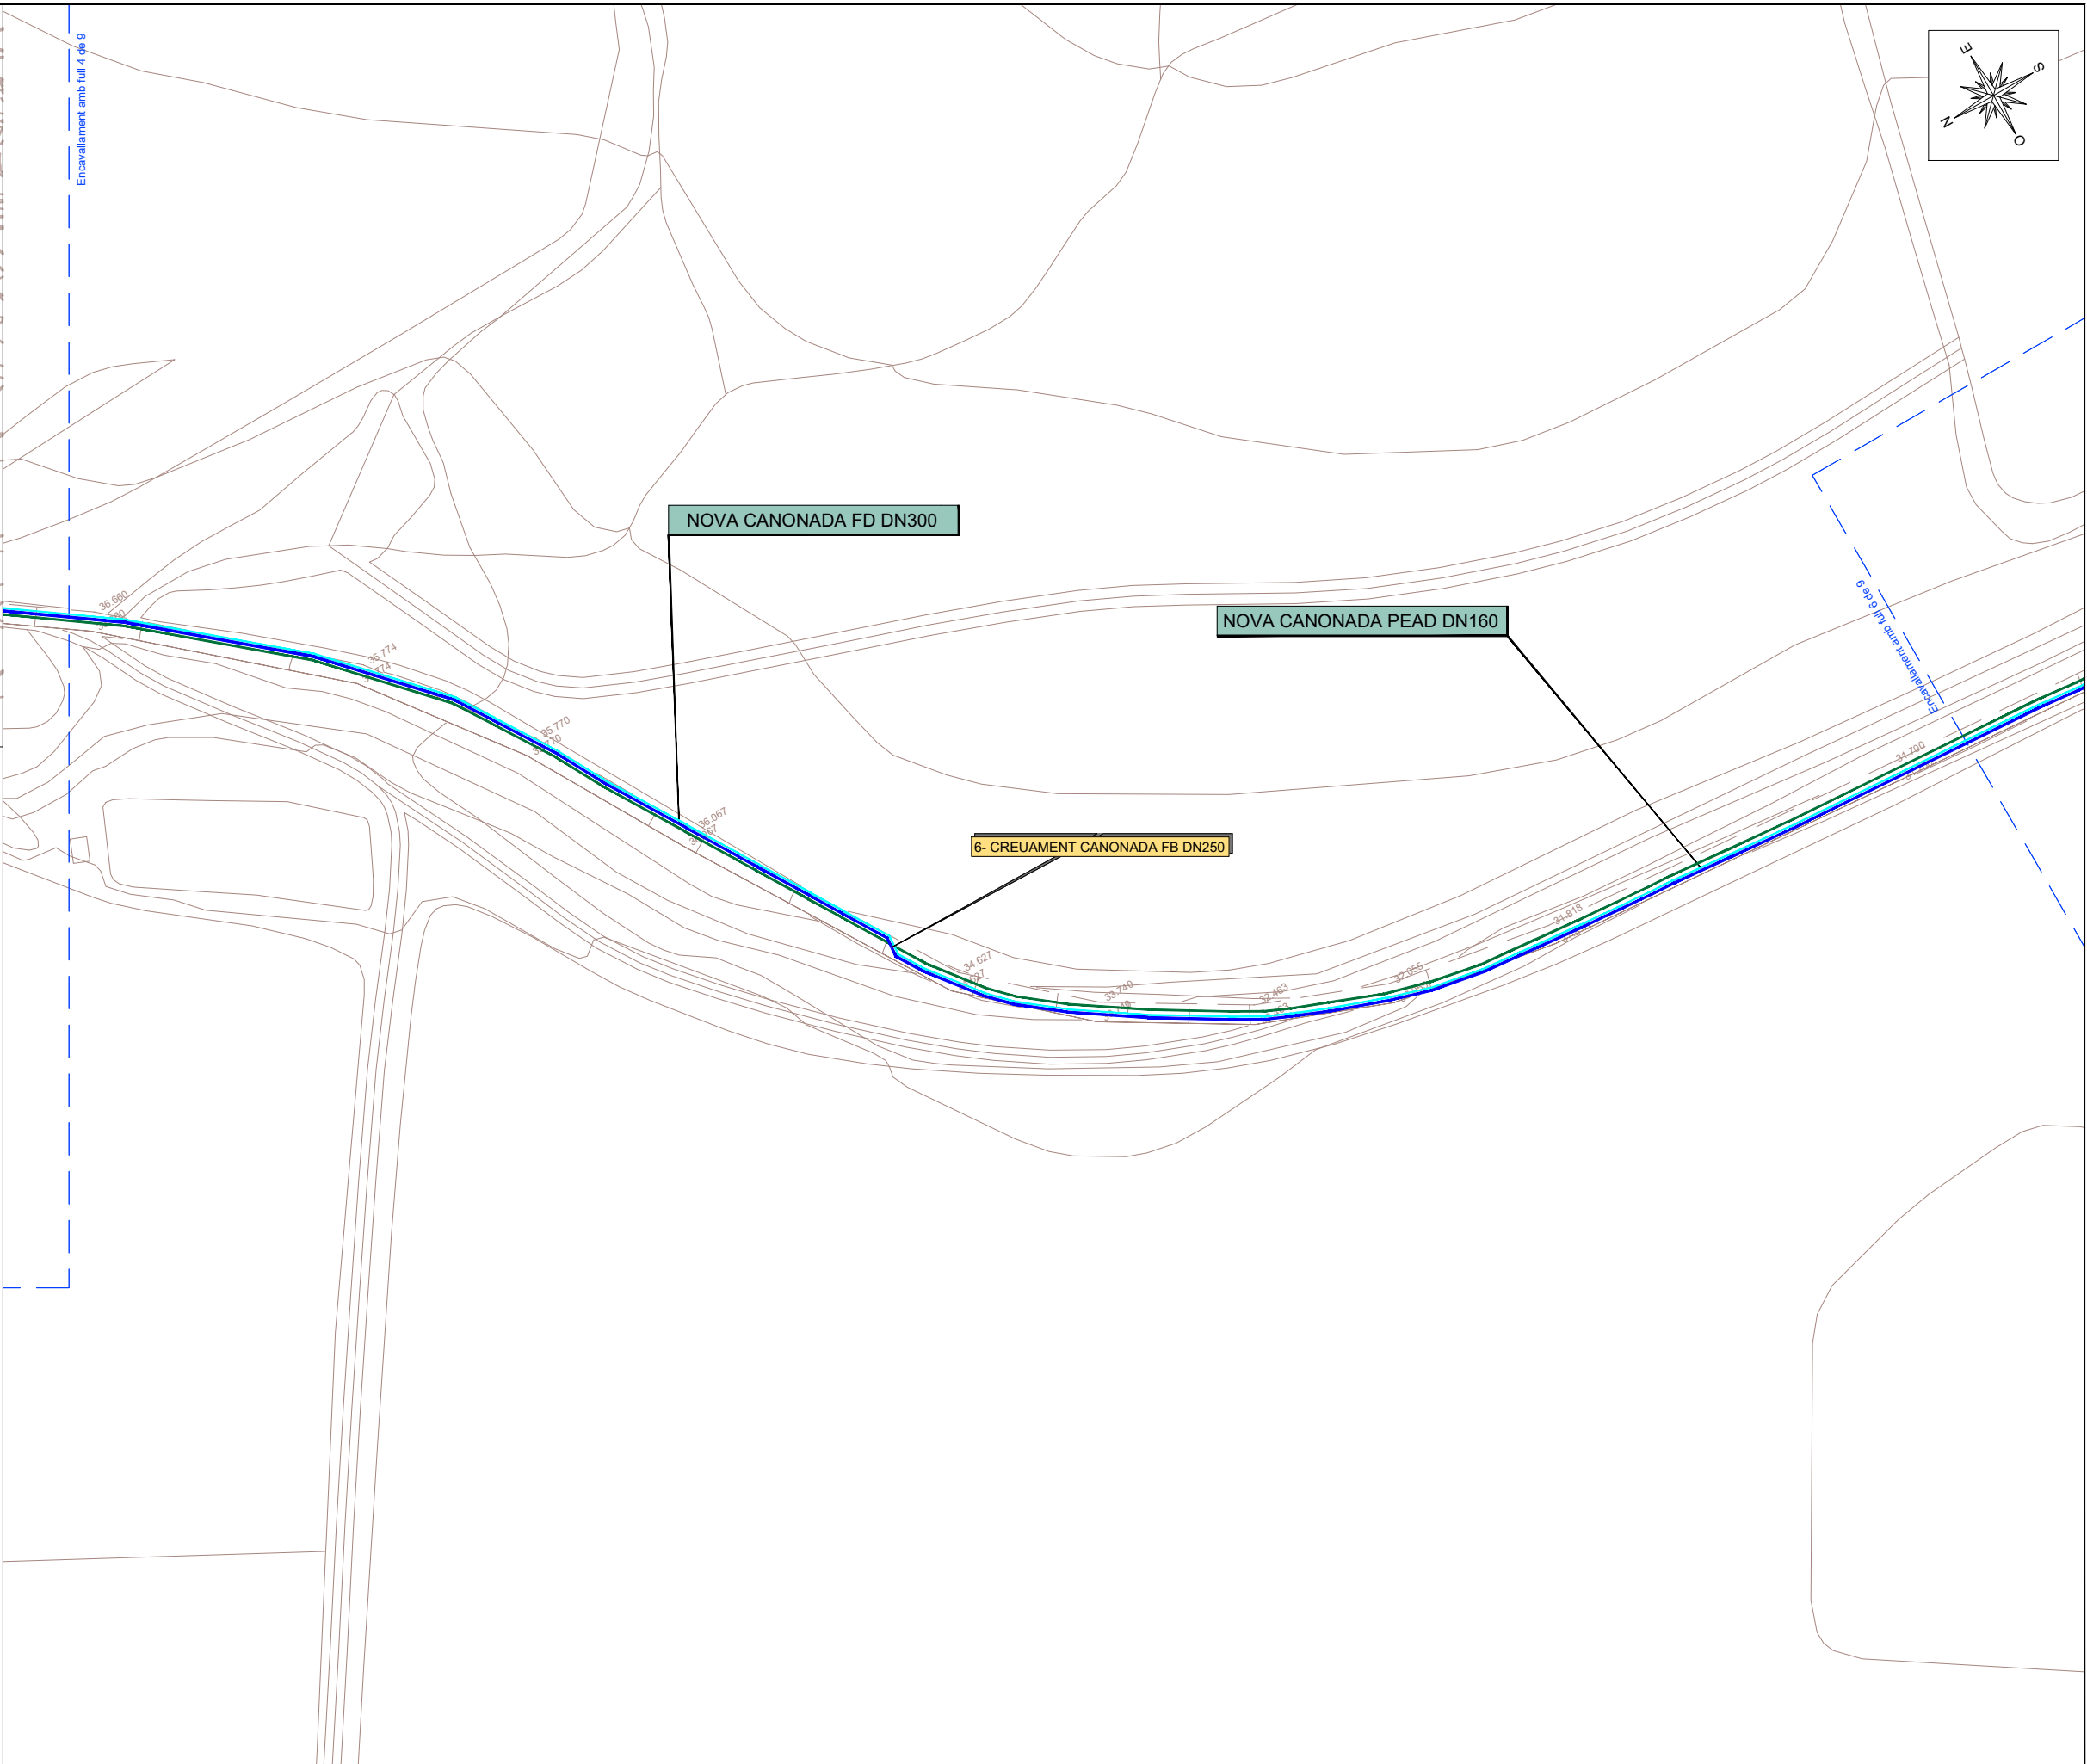 Encavallament amb full 4 de 9
E
S
N
O
NOVA CANONADA FD DN300
36.660
NOVA CANONADA PEAD DN160
Encavallament amb full 6 de 9
35.774
35.770
31.700
36.067
6- CREUAMENT CANONADA FB DN250
31.818
34.627
32.055
33.740
32.463